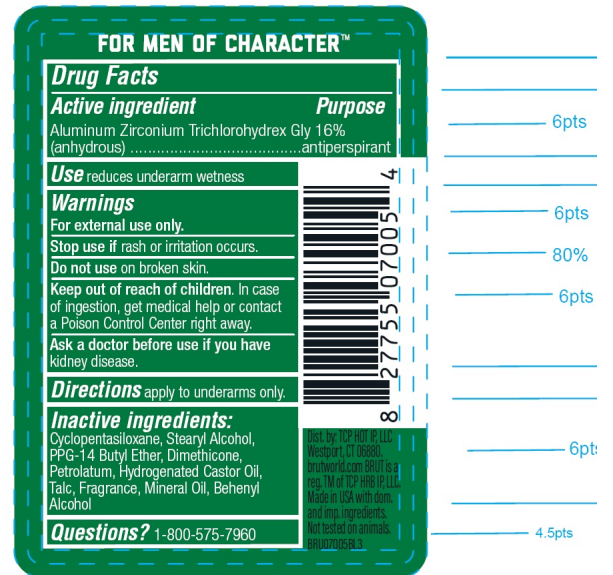 FOR MEN OF CHARACTER™
Drug Facts
Active ingredient Purpose
Aluminum Zirconium Trichlorohydrex Gly 16%
(anhydrous) ......................................antiperspirant
Use reduces underarm wetness
Warnings
For external use only.
Stop use if rash or irritation occurs.
Do not use on broken skin.
Keep out of reach of children. In case
of ingestion, get medical help or contact
a Poison Control Center right away.
Ask a doctor before use if you have
kidney disease.
Directions apply to underarms only.
Inactive ingredients:
Cyclopentasiloxane, Stearyl Alcohol,
PPG-14 Butyl Ether, Dimethicone,
Petrolatum, Hydrogenated Castor Oil,
Talc, Fragrance, Mineral Oil, Behenyl
Alcohol
Questions? 1-800-575-7960
8 27755 07005 4
Dist. by: TCP HOT IP, LLC
Westport, CT 06880.
brutworld.com BRUT is a
reg. TM of TCP HRB IP, LLC.
Made in USA with dom.
and imp. ingredients.
Not tested on animals.
BRU07005BL3
6pts
6pts
80%
6pts
6pts
4.5pts